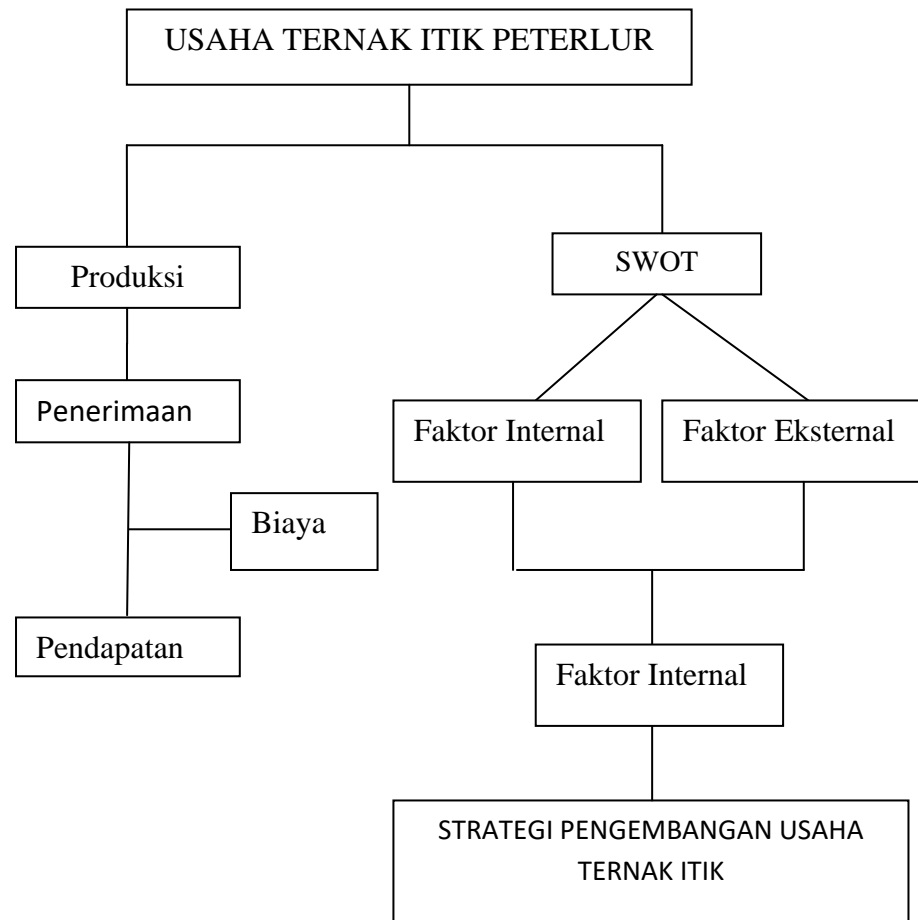 USAHA TERNAK ITIK PETERLUR
Produksi
SWOT
Penerimaan
Faktor Internal
Faktor Eksternal
Biaya
Pendapatan
Faktor Internal
STRATEGI PENGEMBANGAN USAHA
TERNAK ITIK